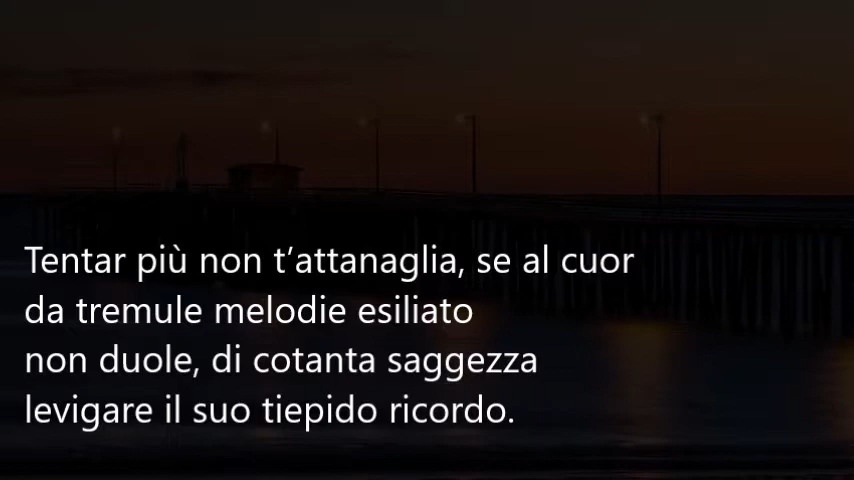 Tentar più non t’attanaglia, se al cuor
da tremule melodie esiliato
non duole, di cotanta saggezza
levigare il suo tiepido ricordo.